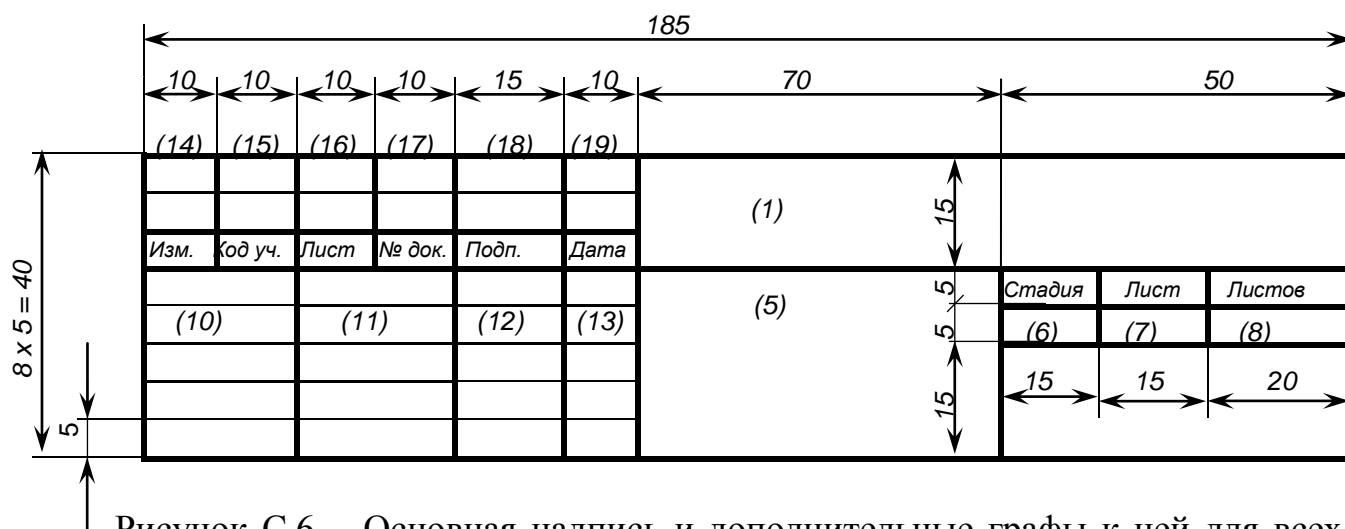 185
10 10 10 10 15 10 70 50
(14) (15) (16) (17) (18) (19)
(1) 15
Изм. Код уч. Лист № док. Подп. Дата
8 х 5 = 40
5 Стадия Лист Листов
(10) (11) (12) (13) (5) 5 (6) (7) (8)
15 15 20
5 15
Рисунок С.6 Основная надпись и дополнительные графы к ней для всех